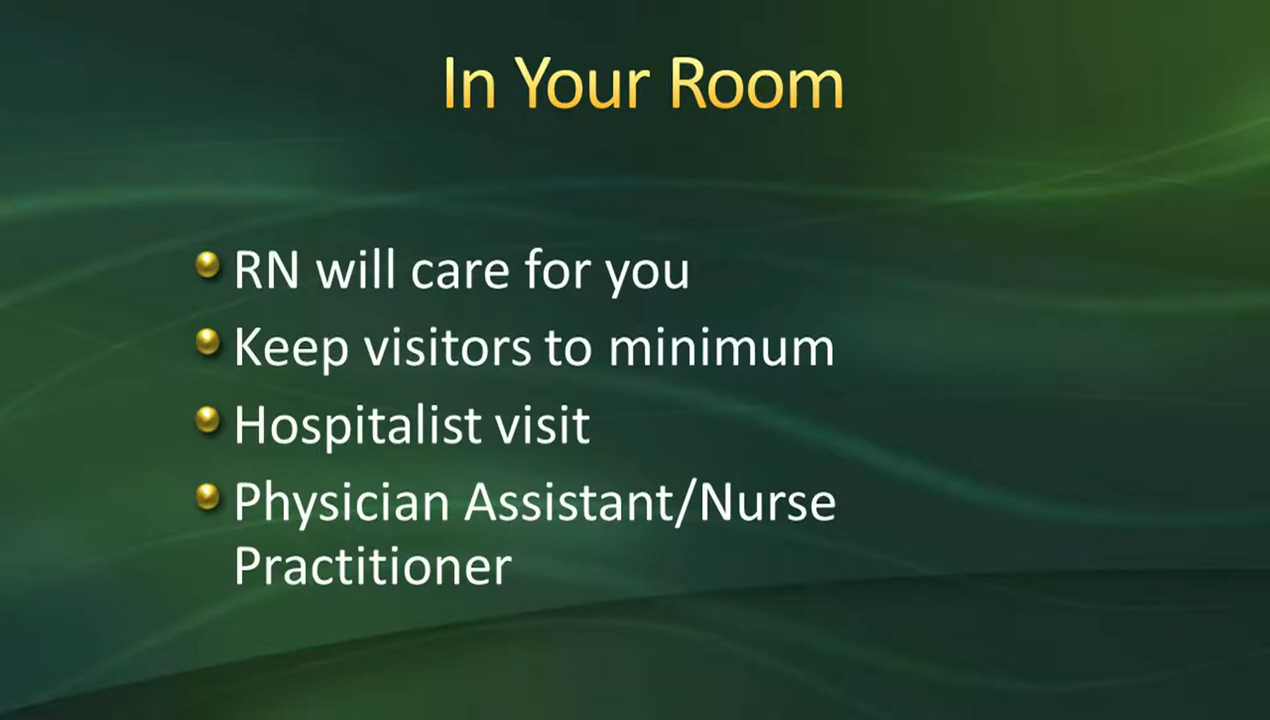 In Your Room
RN will care for you
Keep visitors to minimum
Hospitalist visit
Physician Assistant/Nurse
Practitioner